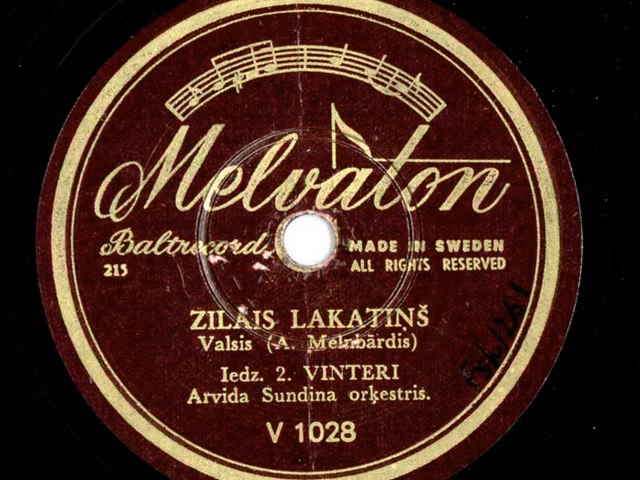 Melvaton
Baltrecord.
215
MADE IN SWEDEN
ALL RIGHTS RESERVED
ZILAIS LAKATIŅŠ
Valsis (A. Melnbārdis)
Iedz. 2. VINTERI
Arvida Sundina orķestris.
V 1028